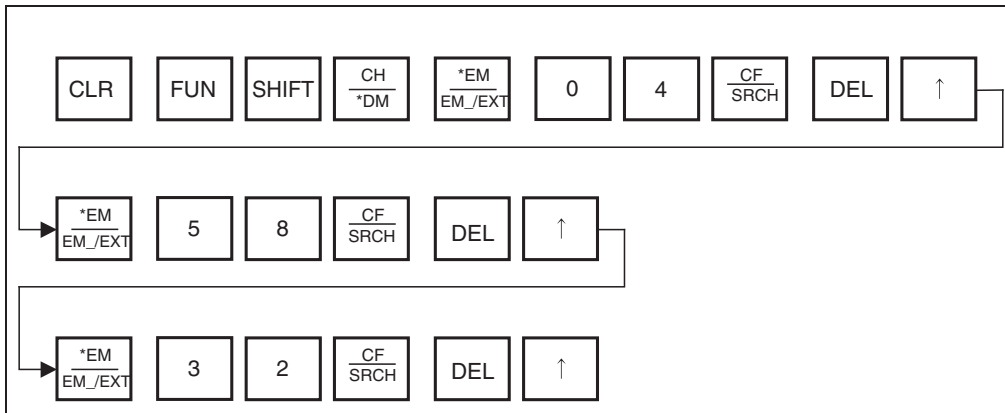 CLR FUN SHIFT CH/*DM *EM/EM_/EXT 0 4 CF/SRCH DEL ↑
*EM/EM_/EXT 5 8 CF/SRCH DEL ↑
*EM/EM_/EXT 3 2 CF/SRCH DEL ↑